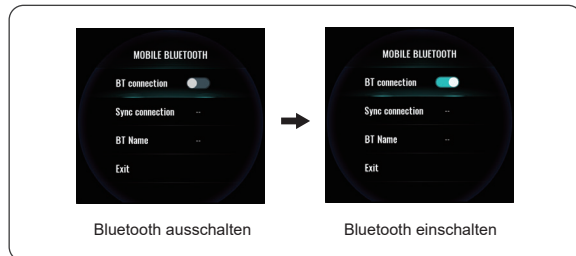 MOBILE BLUETOOTH
BT connection
Sync connection --
BT Name --
Exit
Bluetooth ausschalten
MOBILE BLUETOOTH
BT connection
Sync connection --
BT Name --
Exit
Bluetooth einschalten